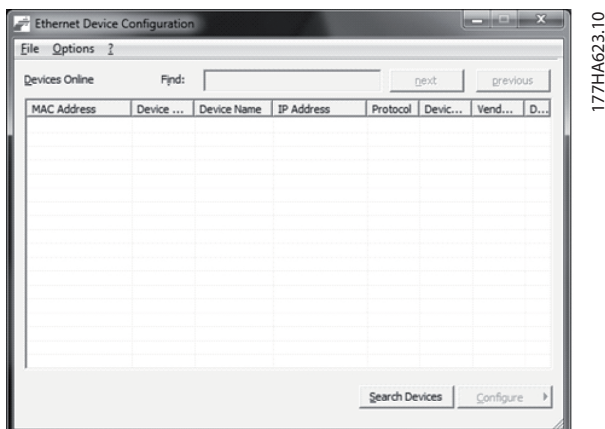 Ethernet Device Configuration
File Options ?
Devices Online Find: next previous
MAC Address Device ... Device Name IP Address Protocol Devic... Vend... D...
Search Devices Configure
177HA623.10